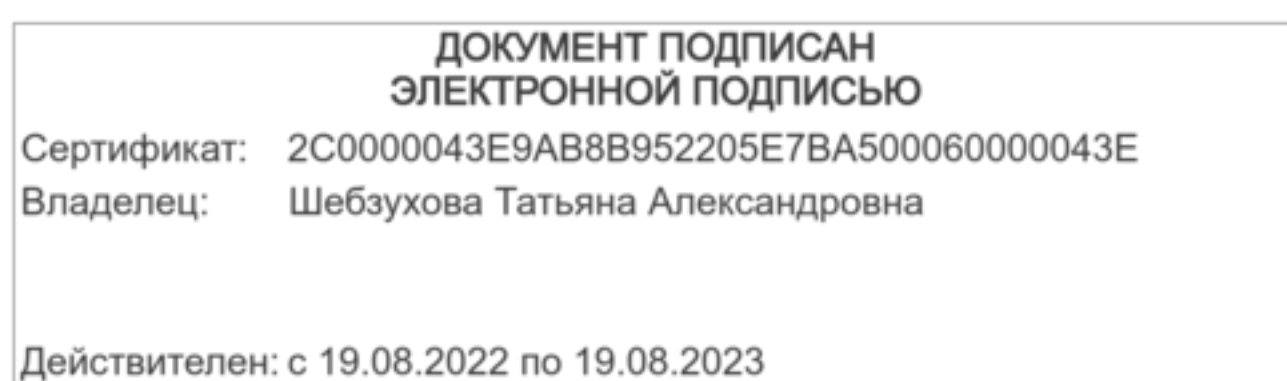 ДОКУМЕНТ ПОДПИСАН
ЭЛЕКТРОННОЙ ПОДПИСЬЮ
Сертификат: 2C0000043E9AB8B952205E7BA500060000043E
Владелец: Шебзухова Татьяна Александровна
Действителен: с 19.08.2022 по 19.08.2023